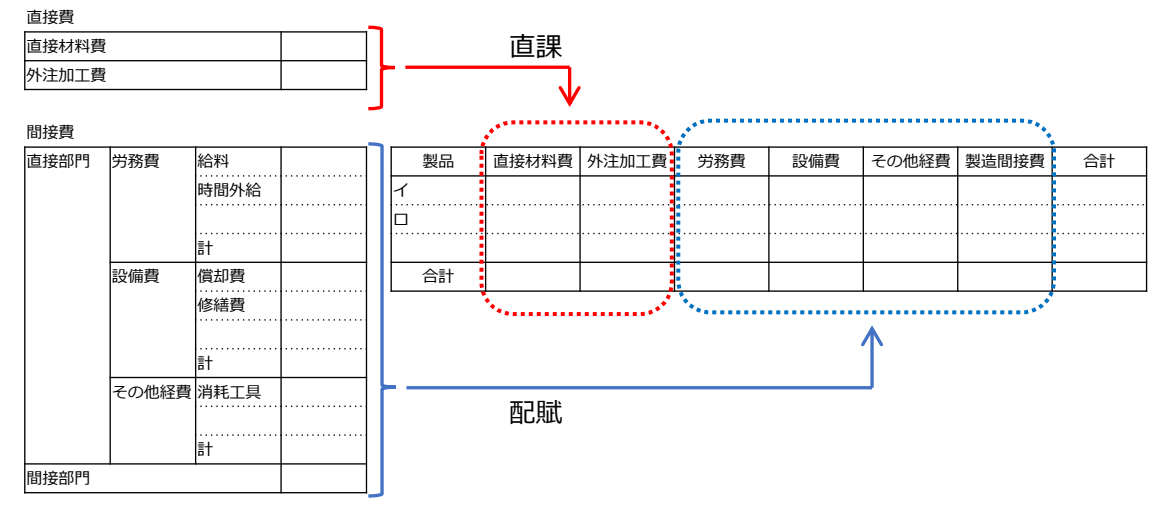 直接費
直接材料費
外注加工費
直課
間接費
直接部門 労務費 給料
時間外給
計
設備費 償却費
修繕費
計
その他経費 消耗工具
計
間接部門
製品 直接材料費 外注加工費 労務費 設備費 その他経費 製造間接費 合計
イ
ロ
合計
配賦